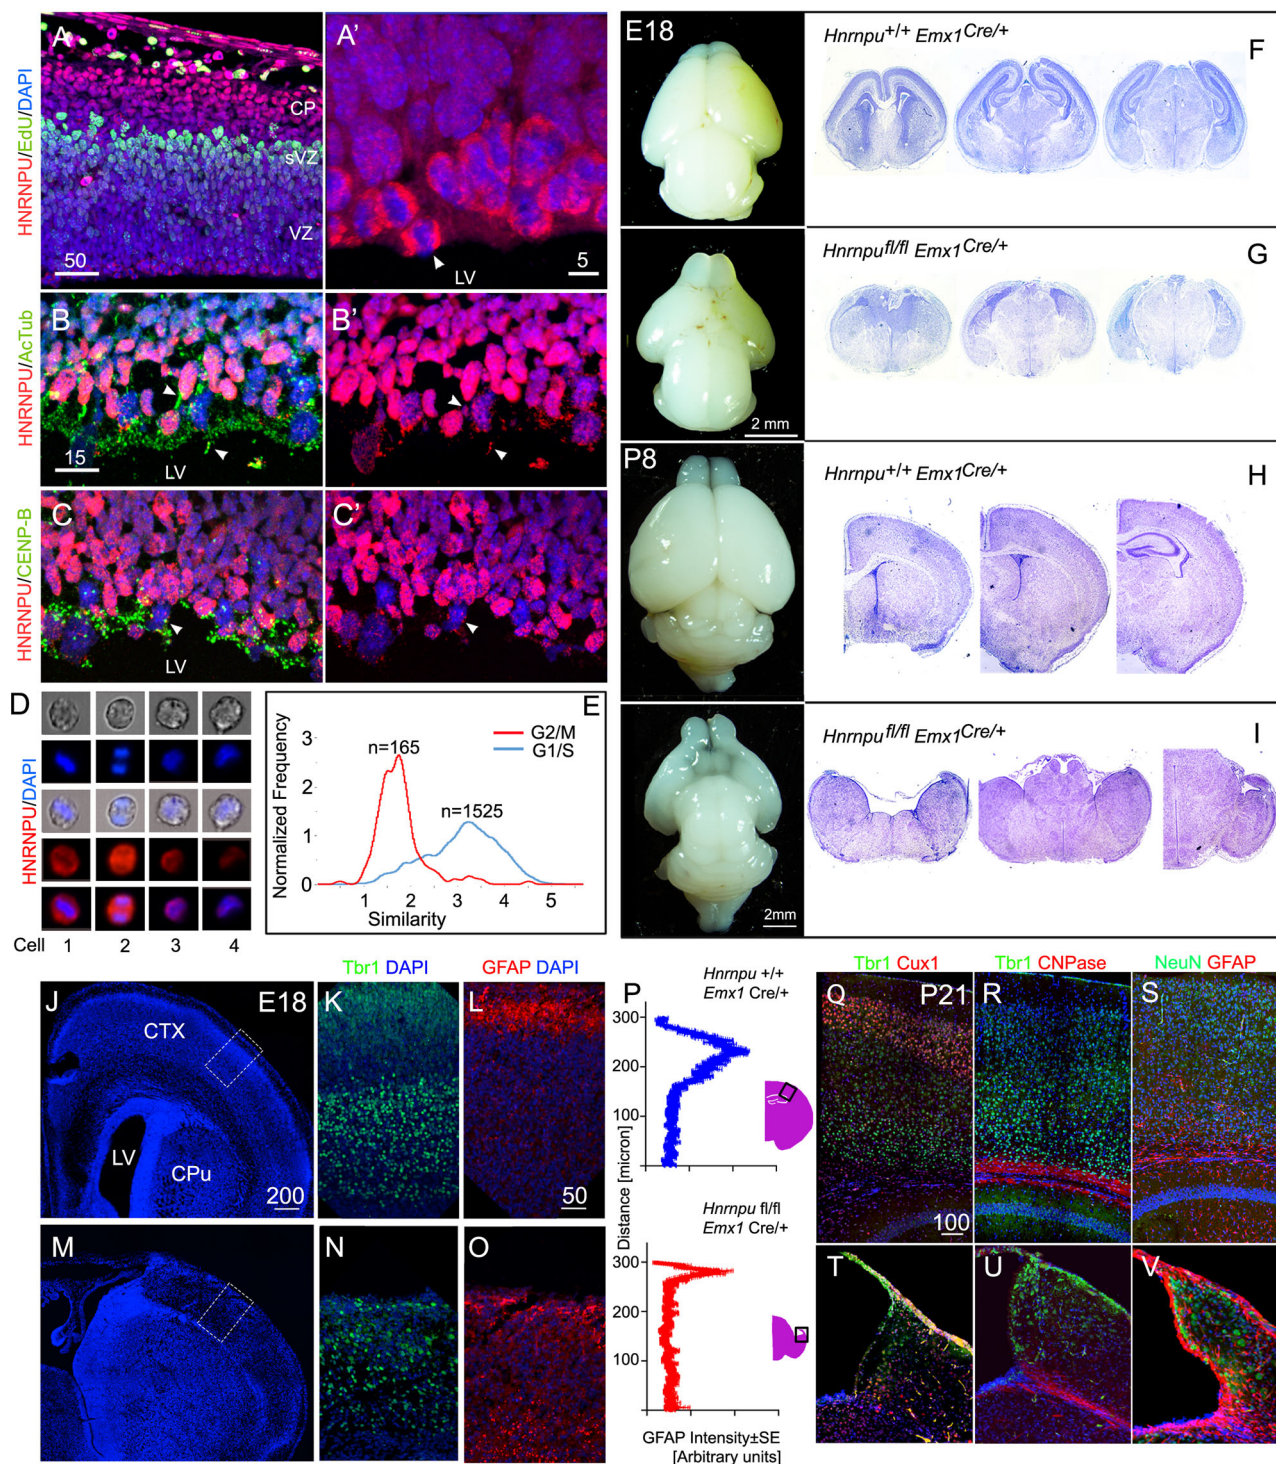 HNRNPU/EdU/DAPI
A
CP
sVZ
VZ
50
A'
LV
5
HNRNPU/AcTub
B
15
LV
B'
HNRNPU/CENP-B
C
LV
C'
D
HNRNPU/DAPI
Cell 1 2 3 4
E
Normalized Frequency
3
2
1
0
n=165
n=1525
G2/M
G1/S
1 2 3 4 5
Similarity
E18
2 mm
P8
2mm
Hnrnpu+/+ Emx1Cre/+
F
Hnrnpufl/fl Emx1Cre/+
G
Hnrnpu+/+ Emx1Cre/+
H
Hnrnpufl/fl Emx1Cre/+
I
J
E18
CTX
LV
CPu
200
Tbr1 DAPI
K
GFAP DAPI
L
50
M
N
O
P
Hnrnpu +/+
Emx1 Cre/+
300
200
100
Distance [micron]
Hnrnpu fl/fl
Emx1 Cre/+
300
200
100
GFAP Intensity±SE
[Arbitrary units]
Tbr1 Cux1
Tbr1 CNPase
NeuN GFAP
Q
P21
R
S
100
T
U
V